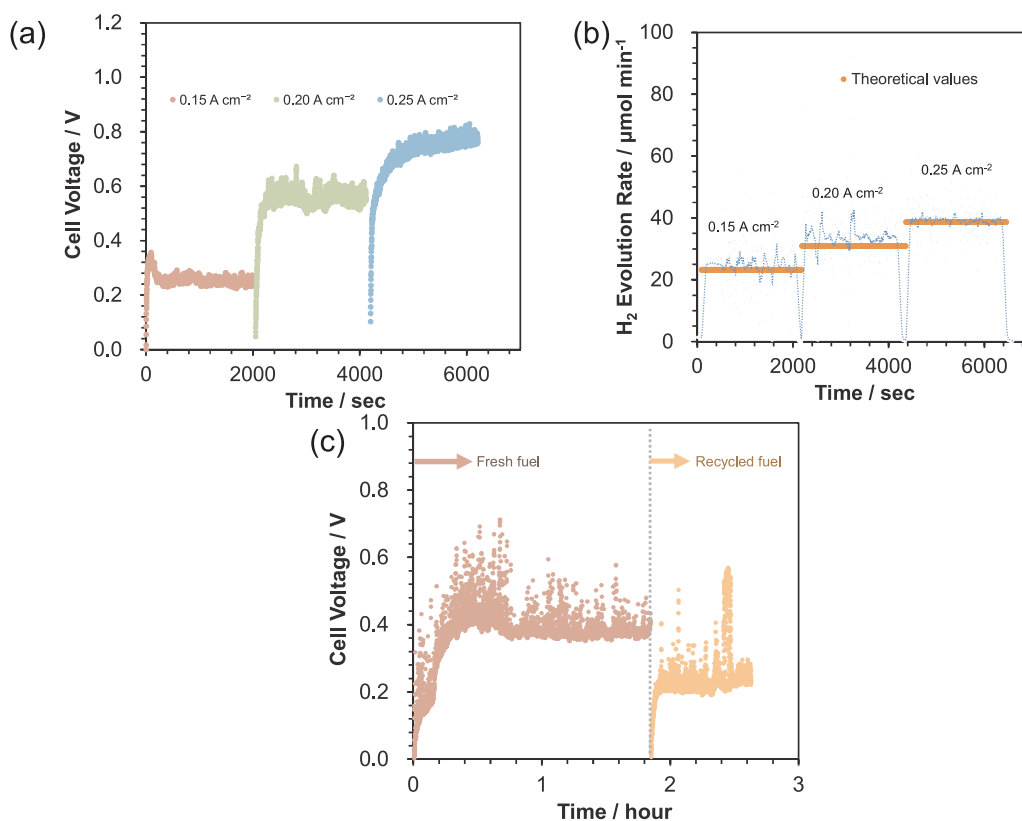 (a)
1.2
1.0
0.8
0.6
0.4
0.2
0.0
Cell Voltage / V
0.15 A cm⁻²
0.20 A cm⁻²
0.25 A cm⁻²
0
2000
4000
6000
Time / sec
(b)
100
80
60
40
20
0
H₂ Evolution Rate / μmol min⁻¹
Theoretical values
0.15 A cm⁻²
0.20 A cm⁻²
0.25 A cm⁻²
0
2000
4000
6000
Time / sec
(c)
1.0
0.8
0.6
0.4
0.2
0.0
Cell Voltage / V
Fresh fuel
Recycled fuel
0
1
2
3
Time / hour